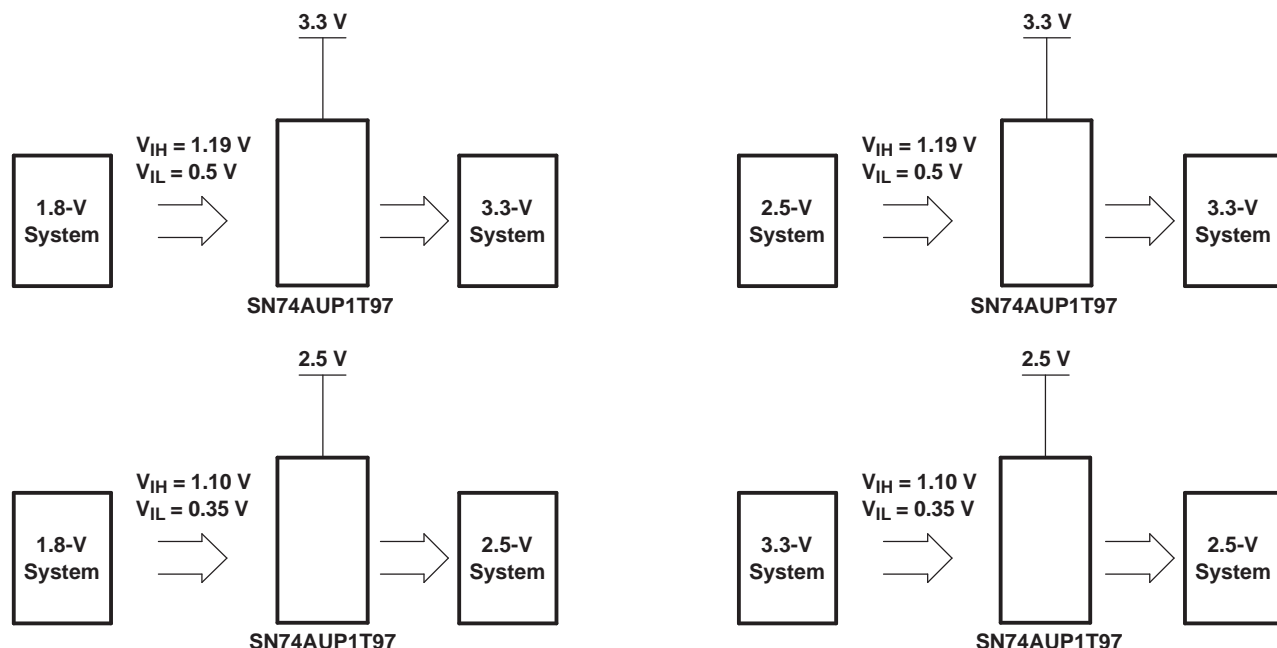 3.3 V
V_IH = 1.19 V
V_IL = 0.5 V
1.8-V
System
3.3-V
System
SN74AUP1T97
3.3 V
V_IH = 1.19 V
V_IL = 0.5 V
2.5-V
System
3.3-V
System
SN74AUP1T97
2.5 V
V_IH = 1.10 V
V_IL = 0.35 V
1.8-V
System
2.5-V
System
SN74AUP1T97
2.5 V
V_IH = 1.10 V
V_IL = 0.35 V
3.3-V
System
2.5-V
System
SN74AUP1T97